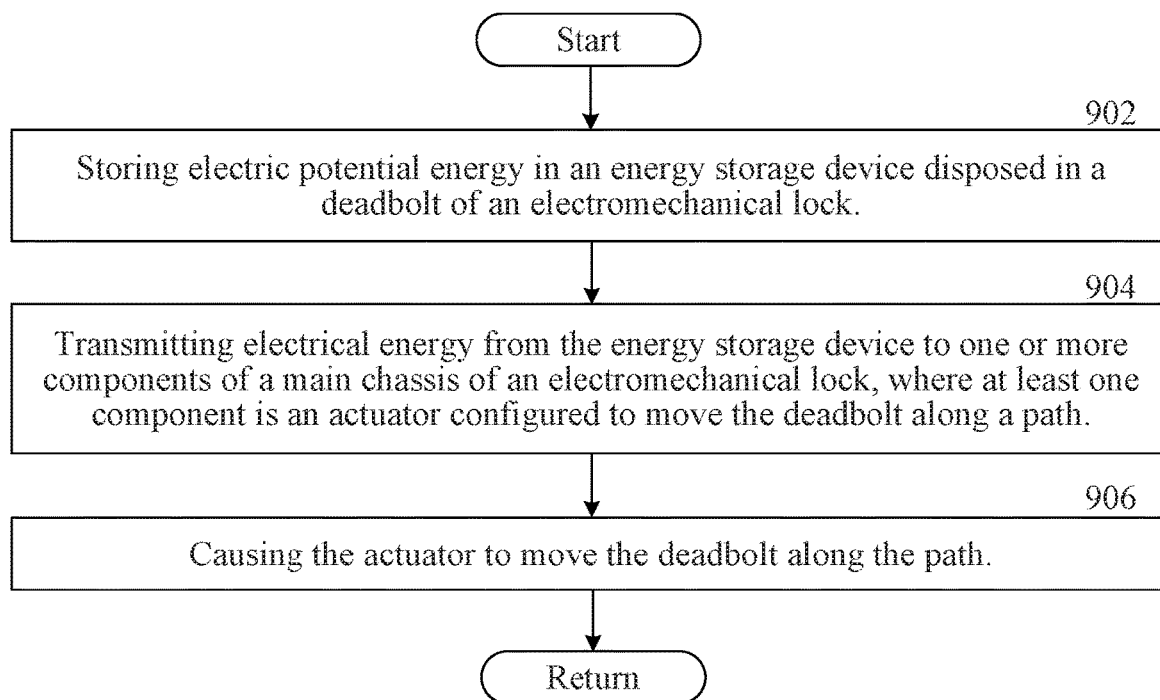 Start
902
Storing electric potential energy in an energy storage device disposed in a
deadbolt of an electromechanical lock.
904
Transmitting electrical energy from the energy storage device to one or more
components of a main chassis of an electromechanical lock, where at least one
component is an actuator configured to move the deadbolt along a path.
906
Causing the actuator to move the deadbolt along the path.
Return